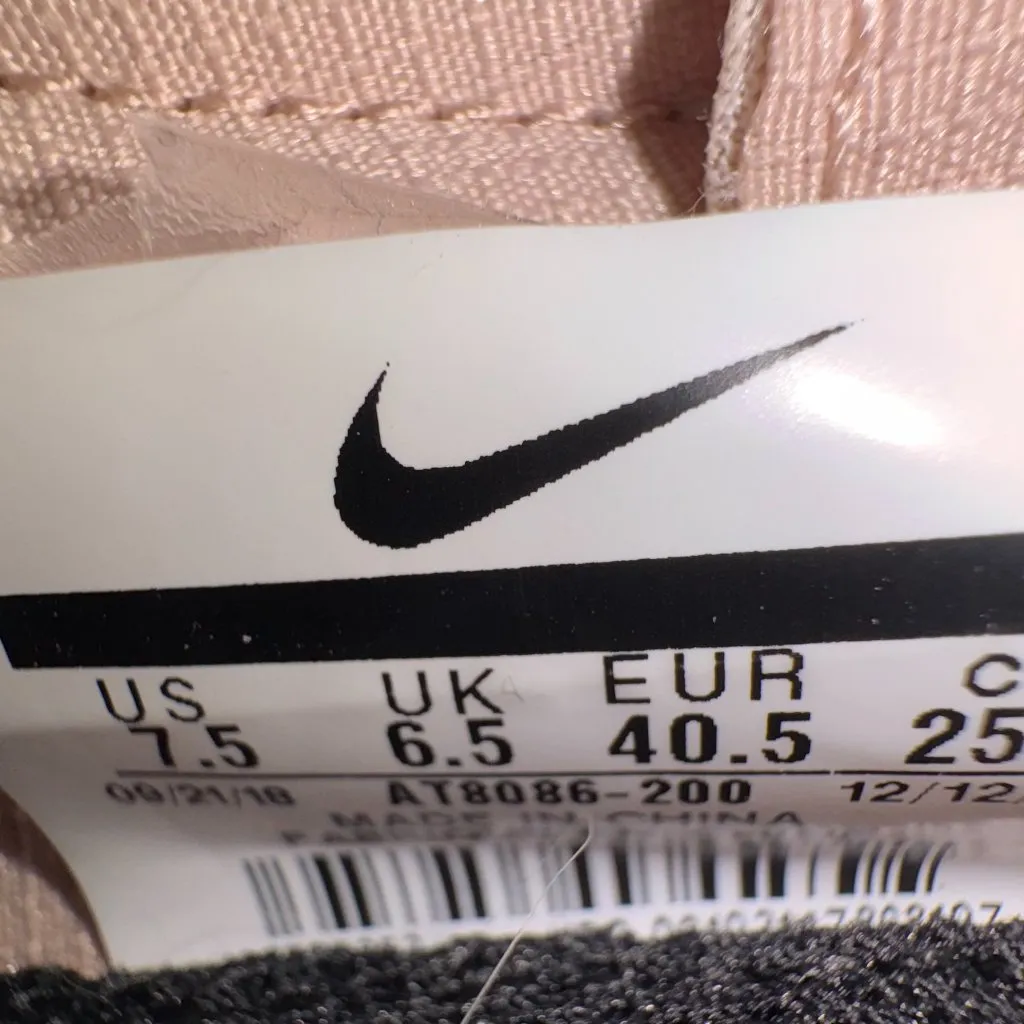 US UK EUR C
7.5 6.5 40.5 25
09/21/18 AT8086-200 12/12/
MADE IN CHINA